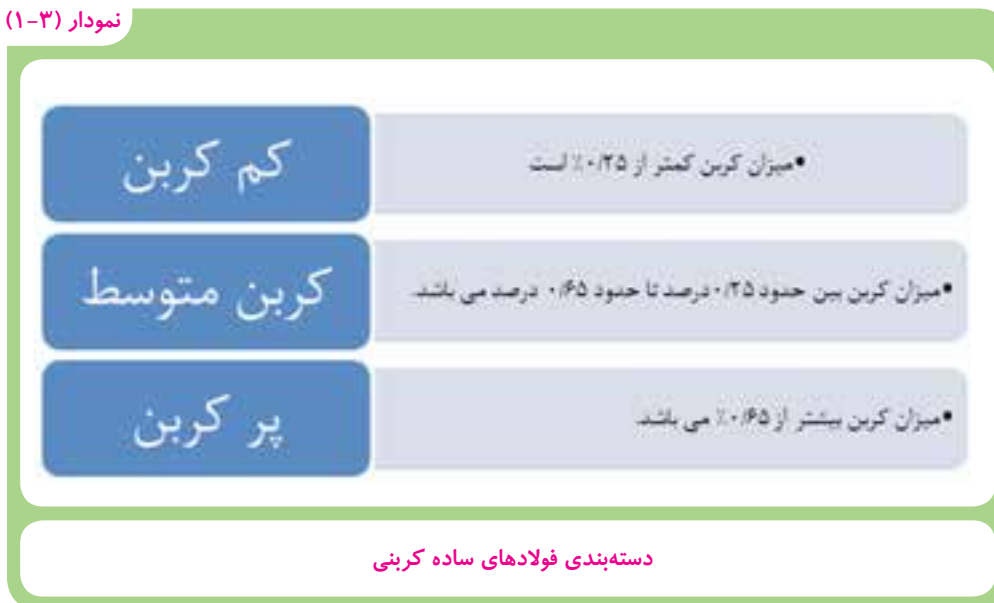 نمودار (۳-۱)
کم کربن
•میزان کربن کمتر از ۰/۲۵٪ است
کربن متوسط
•میزان کربن بین حدود ۰/۲۵درصد تا حدود ۰/۶۵ درصد می باشد.
پر کربن
•میزان کربن بیشتر از ۰/۶۵٪ می باشد.
دسته‌بندی فولادهای ساده کربنی